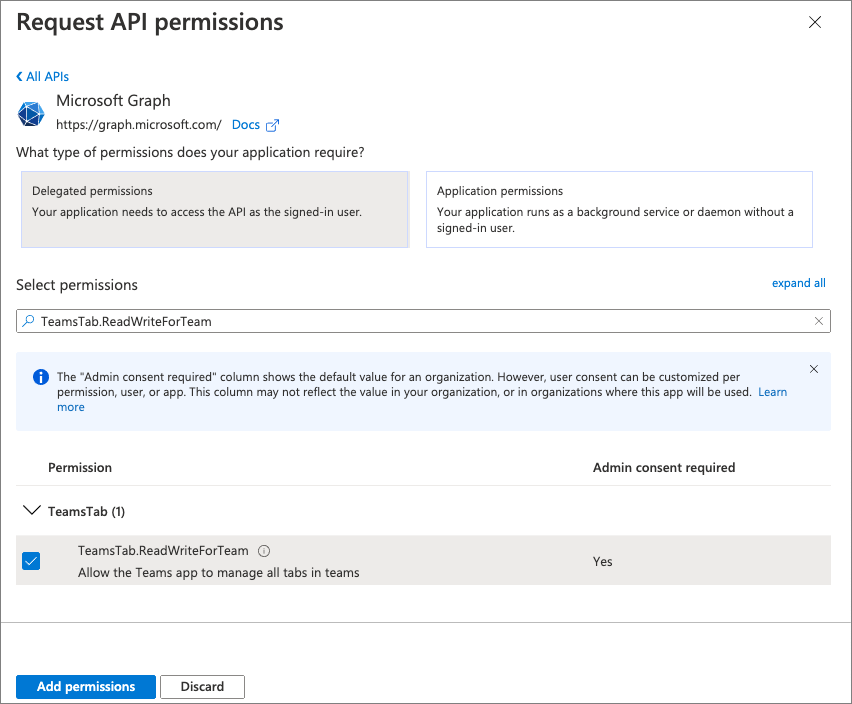 Request API permissions
All APIs
Microsoft Graph
https://graph.microsoft.com/ Docs
What type of permissions does your application require?
Delegated permissions
Your application needs to access the API as the signed-in user.
Application permissions
Your application runs as a background service or daemon without a
signed-in user.
Select permissions
expand all
TeamsTab.ReadWriteForTeam
The "Admin consent required" column shows the default value for an organization. However, user consent can be customized per
permission, user, or app. This column may not reflect the value in your organization, or in organizations where this app will be used. Learn
more
Permission
Admin consent required
TeamsTab (1)
TeamsTab.ReadWriteForTeam
Allow the Teams app to manage all tabs in teams
Yes
Add permissions
Discard